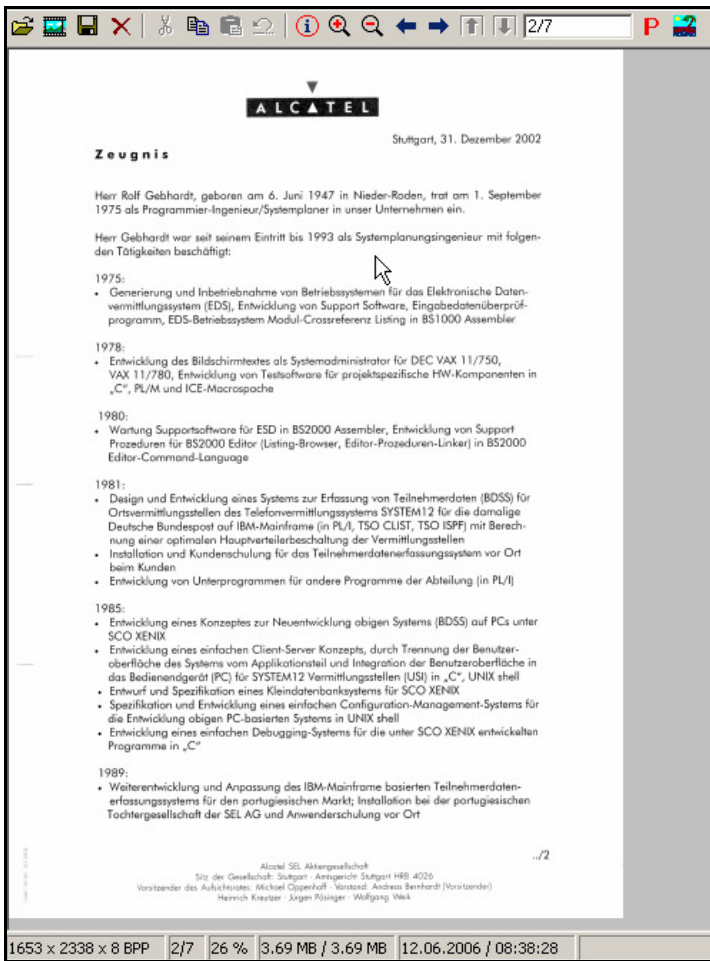 2/7
P
ALCATEL
Stuttgart, 31. Dezember 2002
Zeugnis
Herr Rolf Gebhardt, geboren am 6. Juni 1947 in Nieder-Roden, trat am 1. September
1975 als Programmier-Ingenieur/Systemplaner in unser Unternehmen ein.
Herr Gebhardt war seit seinem Eintritt bis 1993 als Systemplanungsingenieur mit folgen-
den Tätigkeiten beschäftigt:
1975:
• Generierung und Inbetriebnahme von Betriebssystemen für das Elektronische Daten-
vermittlungssystem (EDS), Entwicklung von Support Software, Eingabedatenüberprüf-
programm, EDS-Betriebssystem Modul-Crossreferenz Listing in BS1000 Assembler
1978:
• Entwicklung des Bildschirmtextes als Systemadministrator für DEC VAX 11/750,
VAX 11/780, Entwicklung von Testsoftware für projektspezifische HW-Komponenten in
„C“, PL/M und ICE-Macrospache
1980:
• Wartung Supportsoftware für ESD in BS2000 Assembler, Entwicklung von Support
Prozeduren für BS2000 Editor (Listing-Browser, Editor-Prozeduren-Linker) in BS2000
Editor-Command-Language
1981:
• Design und Entwicklung eines Systems zur Erfassung von Teilnehmerdaten (BDSS) für
Ortsvermittlungsstellen des Telefonvermittlungssystems SYSTEM12 für die damalige
Deutsche Bundespost auf IBM-Mainframe (in PL/I, TSO CLIST, TSO ISPF) mit Berech-
nung einer optimalen Hauptverteilerbeschaltung der Vermittlungsstellen
• Installation und Kundenschulung für das Teilnehmerdatenerfassungssystem vor Ort
beim Kunden
• Entwicklung von Unterprogrammen für andere Programme der Abteilung (in PL/I)
1985:
• Entwicklung eines Konzeptes zur Neuentwicklung obigen Systems (BDSS) auf PCs unter
SCO XENIX
• Entwicklung eines einfachen Client-Server Konzepts, durch Trennung der Benutzer-
oberfläche des Systems vom Applikationsteil und Integration der Benutzeroberfläche in
das Bedienendgerät (PC) für SYSTEM12 Vermittlungsstellen (USI) in „C“, UNIX shell
• Entwurf und Spezifikation eines Kleindatenbanksystems für SCO XENIX
• Spezifikation und Entwicklung eines einfachen Configuration-Management-Systems für
die Entwicklung obigen PC-basierten Systems in UNIX shell
• Entwicklung eines einfachen Debugging-Systems für die unter SCO XENIX entwickelten
Programme in „C“
1989:
• Weiterentwicklung und Anpassung des IBM-Mainframe basierten Teilnehmerdaten-
erfassungssystems für den portugiesischen Markt; Installation bei der portugiesischen
Tochtergesellschaft der SEL AG und Anwenderschulung vor Ort
../2
Alcatel SEL Aktiengesellschaft
Sitz der Gesellschaft: Stuttgart · Amtsgericht Stuttgart HRB 4026
Vorsitzender des Aufsichtsrates: Michael Oppenhoff · Vorstand: Andreas Bernhardt (Vorsitzender)
Heinrich Kreutzer · Jürgen Pösinger · Wolfgang Weik
1653 x 2338 x 8 BPP
2/7
26 %
3.69 MB / 3.69 MB
12.06.2006 / 08:38:28